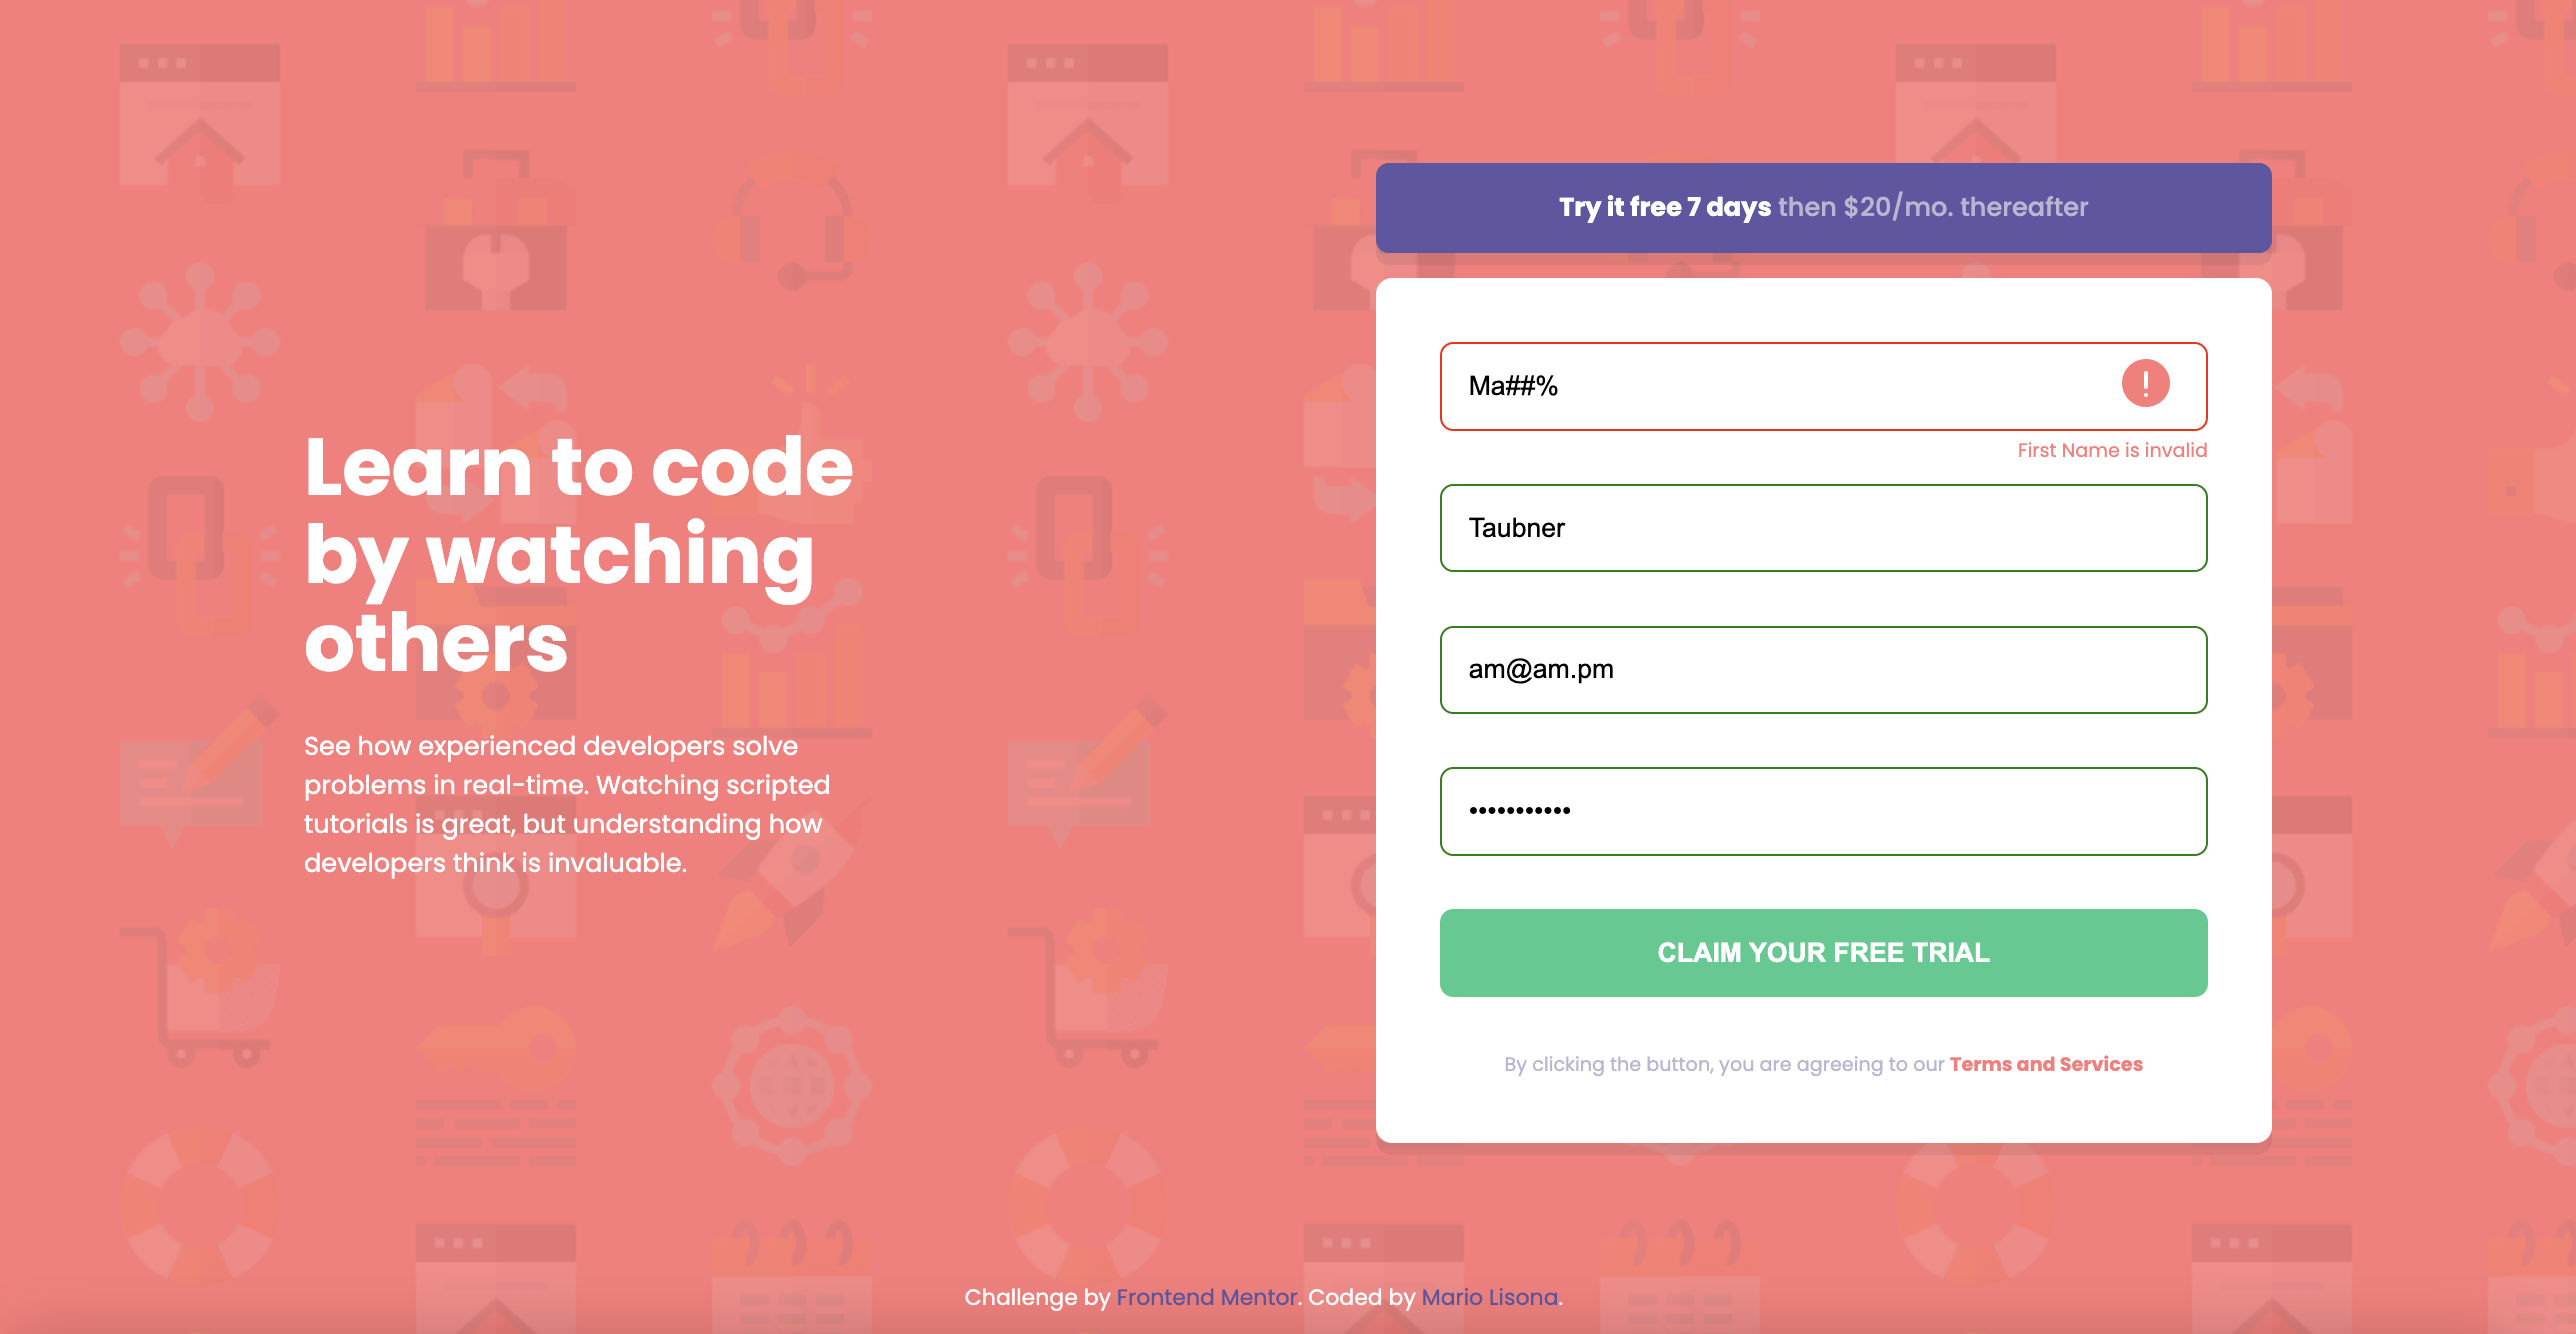 Learn to code
by watching
others
See how experienced developers solve
problems in real-time. Watching scripted
tutorials is great, but understanding how
developers think is invaluable.
Try it free 7 days then $20/mo. thereafter
Ma##%
First Name is invalid
Taubner
am@am.pm
•••••••••••
CLAIM YOUR FREE TRIAL
By clicking the button, you are agreeing to our Terms and Services
Challenge by Frontend Mentor. Coded by Mario Lisona.